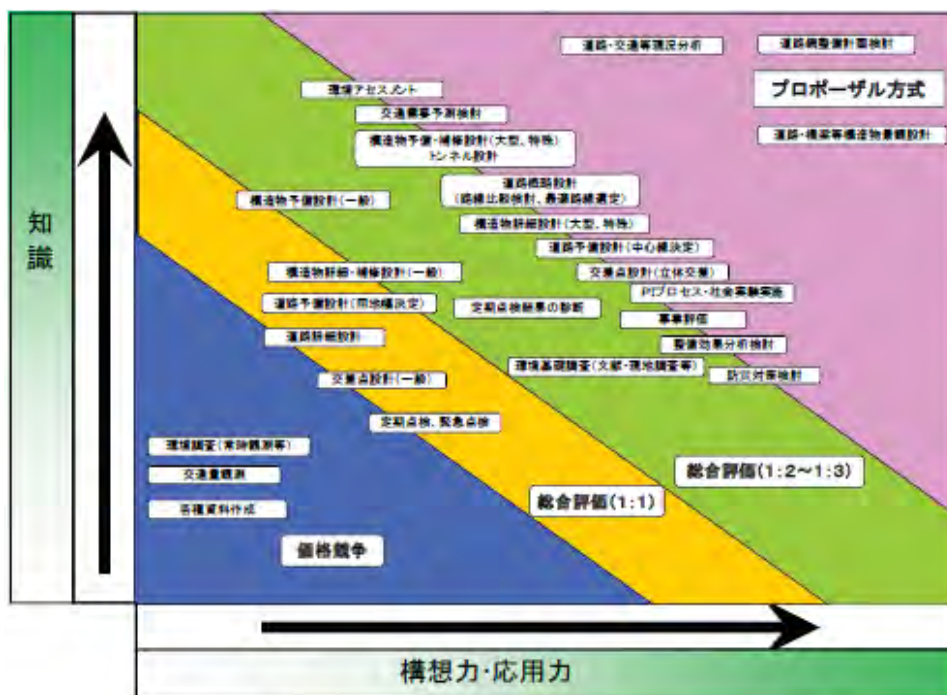 知識
道路・交通等現況分析
道路網整備計画検討
環境アセスメント
プロポーザル方式
交通需要予測検討
道路・橋梁等構造物景観設計
構造物予備・補修設計(大型、特殊)
トンネル設計
道路概略設計
(路線比較検討、最適路線選定)
構造物予備設計(一般)
構造物詳細設計(大型、特殊)
道路予備設計(中心線決定)
構造物詳細・補修設計(一般)
交差点設計(立体交差)
PIプロセス・社会実験実施
道路予備設計(用地幅決定)
定期点検結果の診断
事業評価
道路詳細設計
整備効果分析検討
環境基礎調査(文献・現地調査等)
防災対策検討
交差点設計(一般)
定期点検、緊急点検
環境調査(常時観測等)
交通量観測
総合評価(1:2～1:3)
総合評価(1:1)
各種資料作成
価格競争
構想力・応用力